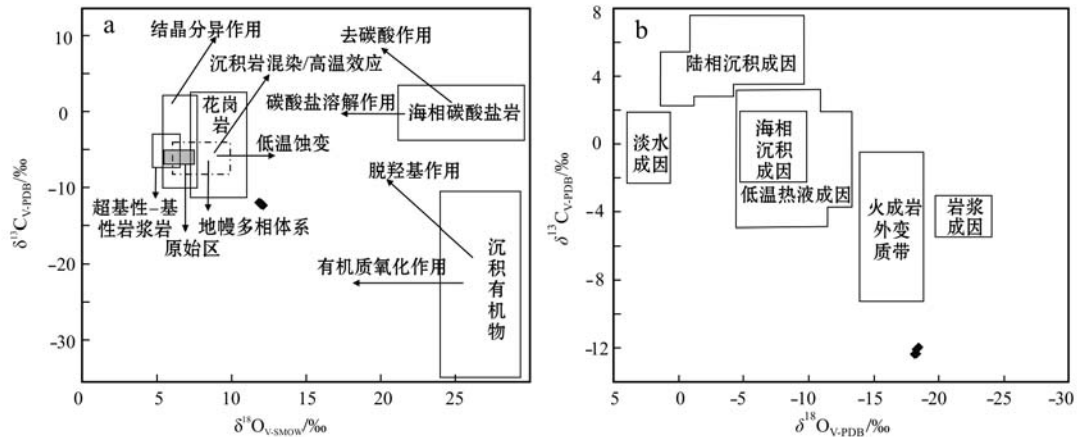 a
10
0
-10
-20
-30
δ¹³C V-PDB/‰
0
5
10
15
20
25
δ¹⁸O V-SMOW/‰
结晶分异作用
去碳酸作用
沉积岩混染/高温效应
花岗
岩
碳酸盐溶解作用
海相碳酸盐岩
低温蚀变
脱羟基作用
超基性-基
性岩浆岩
地幔多相体系
原始区
有机质氧化作用
沉
积
有
机
物
b
8
4
0
-4
-8
-12
δ¹³C V-PDB/‰
5
0
-5
-10
-15
-20
-25
-30
δ¹⁸O V-PDB/‰
陆相沉积成因
淡水
成因
海相
沉积
成因
低温热液成因
火成岩
外变
质带
岩浆
成因